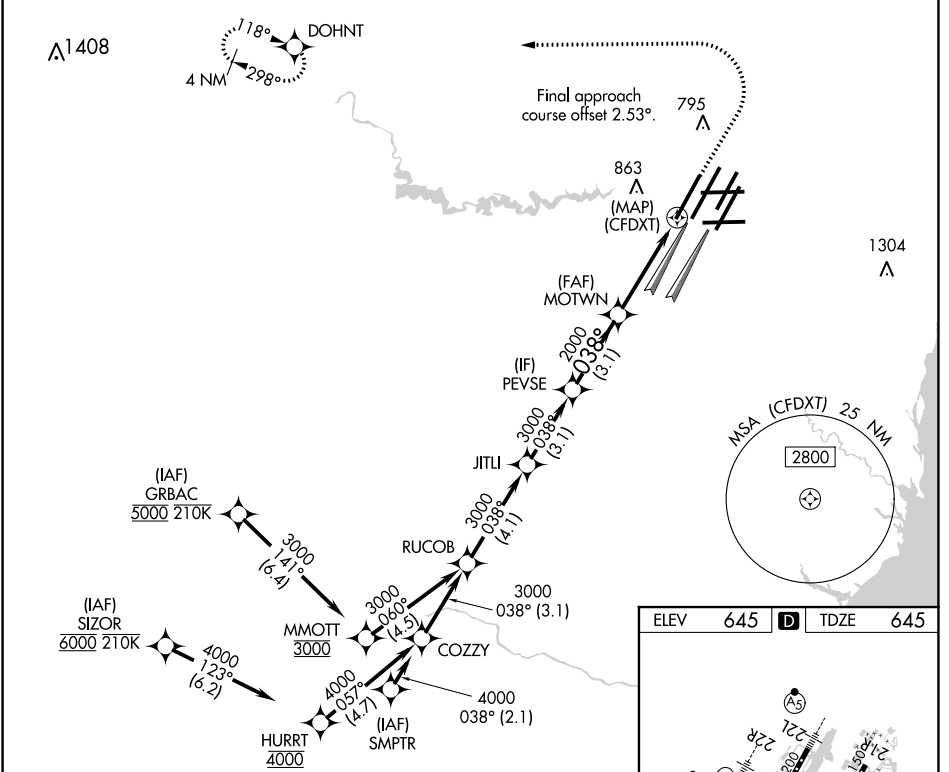 1408
118°
DOHNT
4 NM
298°
Final approach
course offset 2.53°.
795
863
(MAP)
(CFDXT)
1304
(FAF)
MOTWN
2000
038°
(3.1)
(IF)
PEVSE
3000
038°
(3.1)
JITLI
MSA (CFDXT) 25 NM
2800
(IAF)
GRBAC
5000 210K
3000
141°
(6.4)
3000
038°
(4.1)
RUCOB
3000
038° (3.1)
3000
060°
(4.5)
MMOTT
3000
COZZY
(IAF)
SIZOR
6000 210K
4000
123°
(6.2)
4000
057°
(4.7)
4000
038° (2.1)
(IAF)
SMPTR
HURRT
4000
ELEV 645 D TDZE 645
A5
22R
22L
21R
200
150